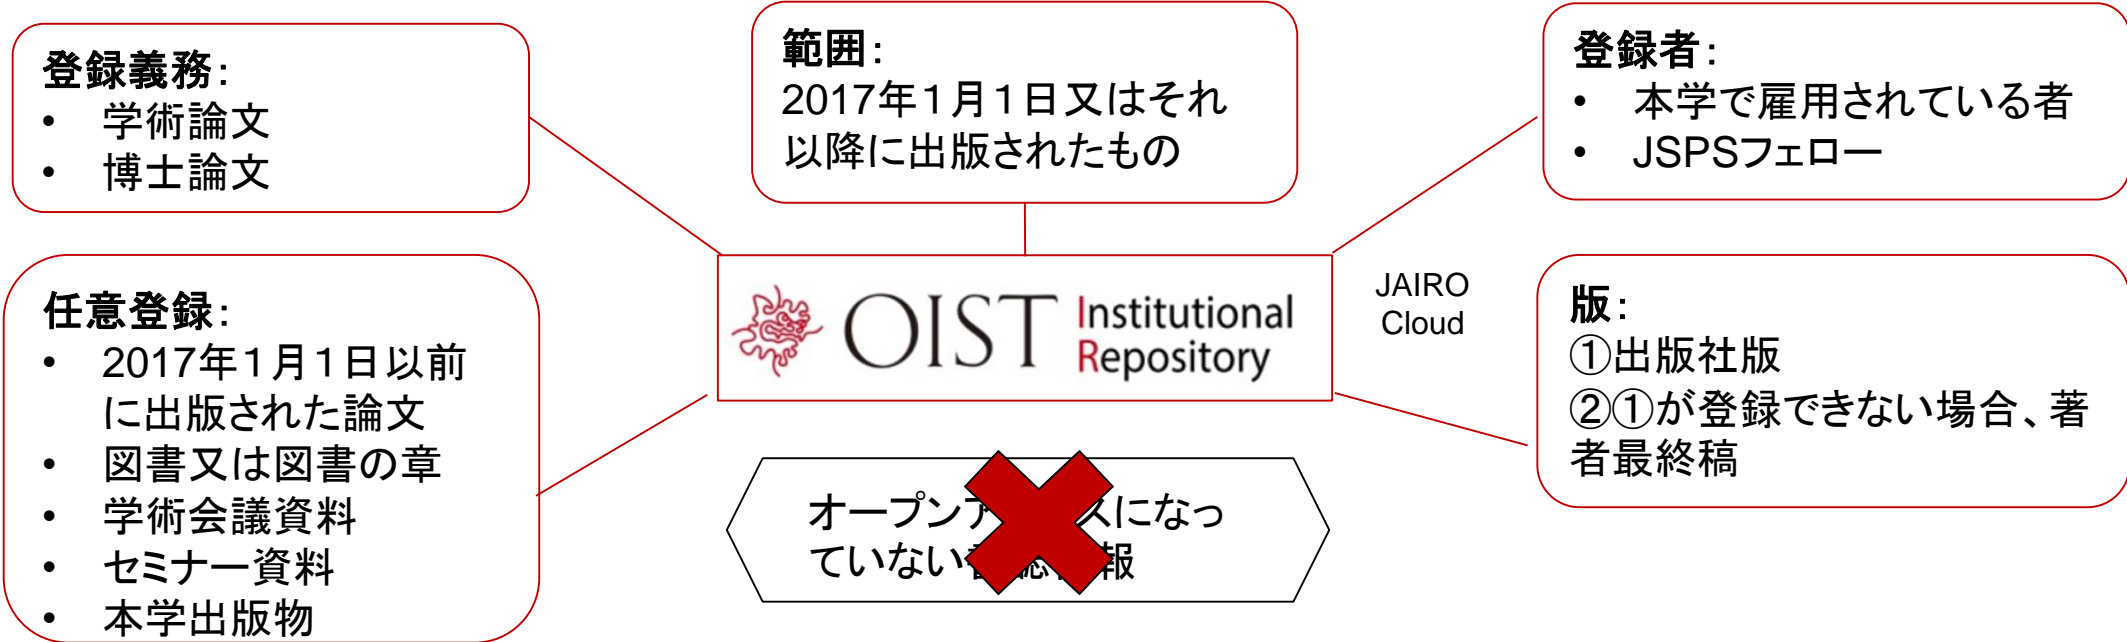 登録義務:
• 学術論文
• 博士論文
範囲:
2017年１月１日又はそれ
以降に出版されたもの
登録者:
• 本学で雇用されている者
• JSPSフェロー
任意登録:
• 2017年１月１日以前
に出版された論文
• 図書又は図書の章
• 学術会議資料
• セミナー資料
• 本学出版物
OIST Institutional
Repository
JAIRO
Cloud
版:
①出版社版
②①が登録できない場合、著
者最終稿
オープンア スになっ
ていない 報